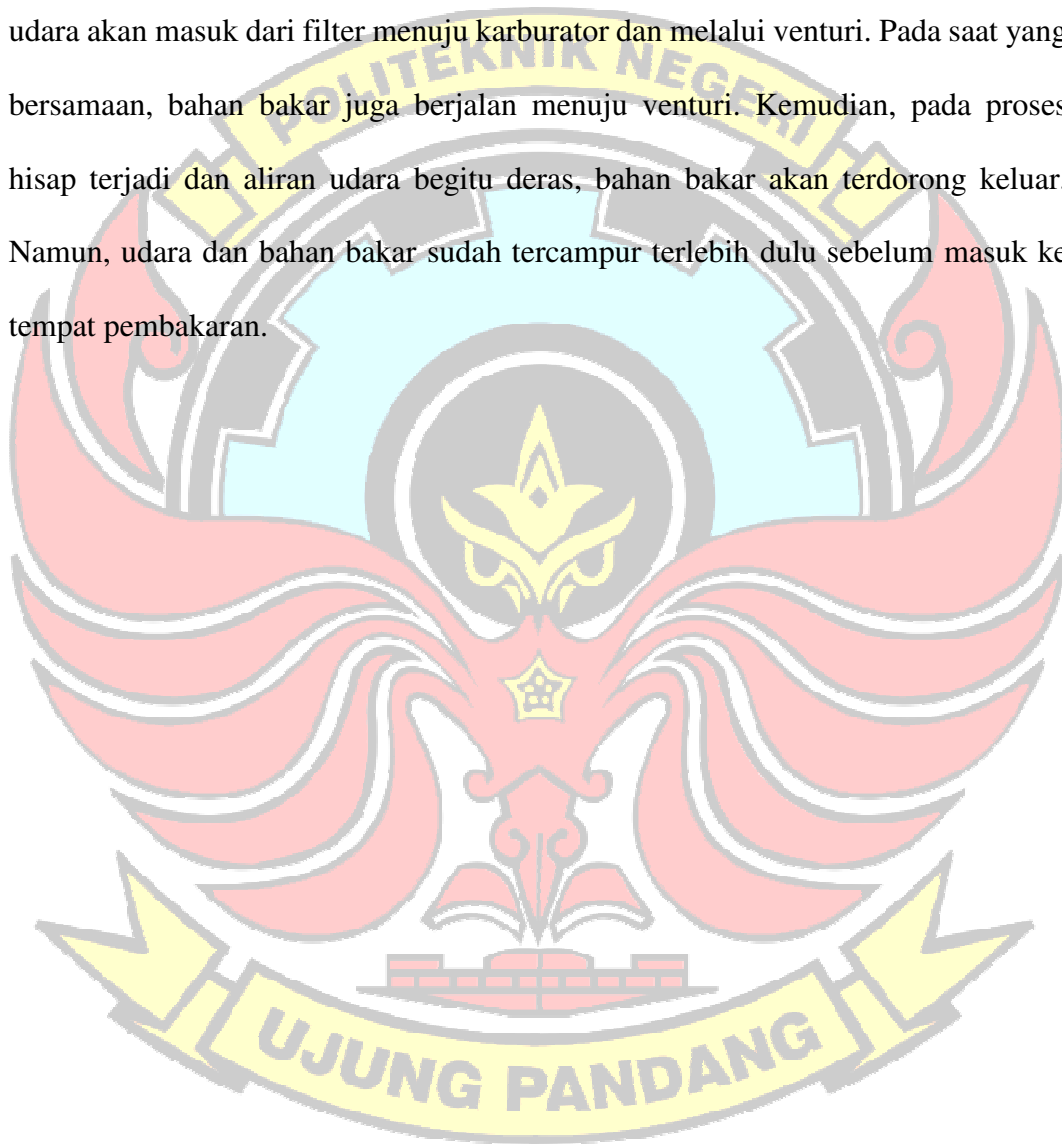 udara akan masuk dari filter menuju karburator dan melalui venturi. Pada saat yang
POLITEKNIK NEGERI
bersamaan, bahan bakar juga berjalan menuju venturi. Kemudian, pada proses
hisap terjadi dan aliran udara begitu deras, bahan bakar akan terdorong keluar.
Namun, udara dan bahan bakar sudah tercampur terlebih dulu sebelum masuk ke
tempat pembakaran.
UJUNG PANDANG